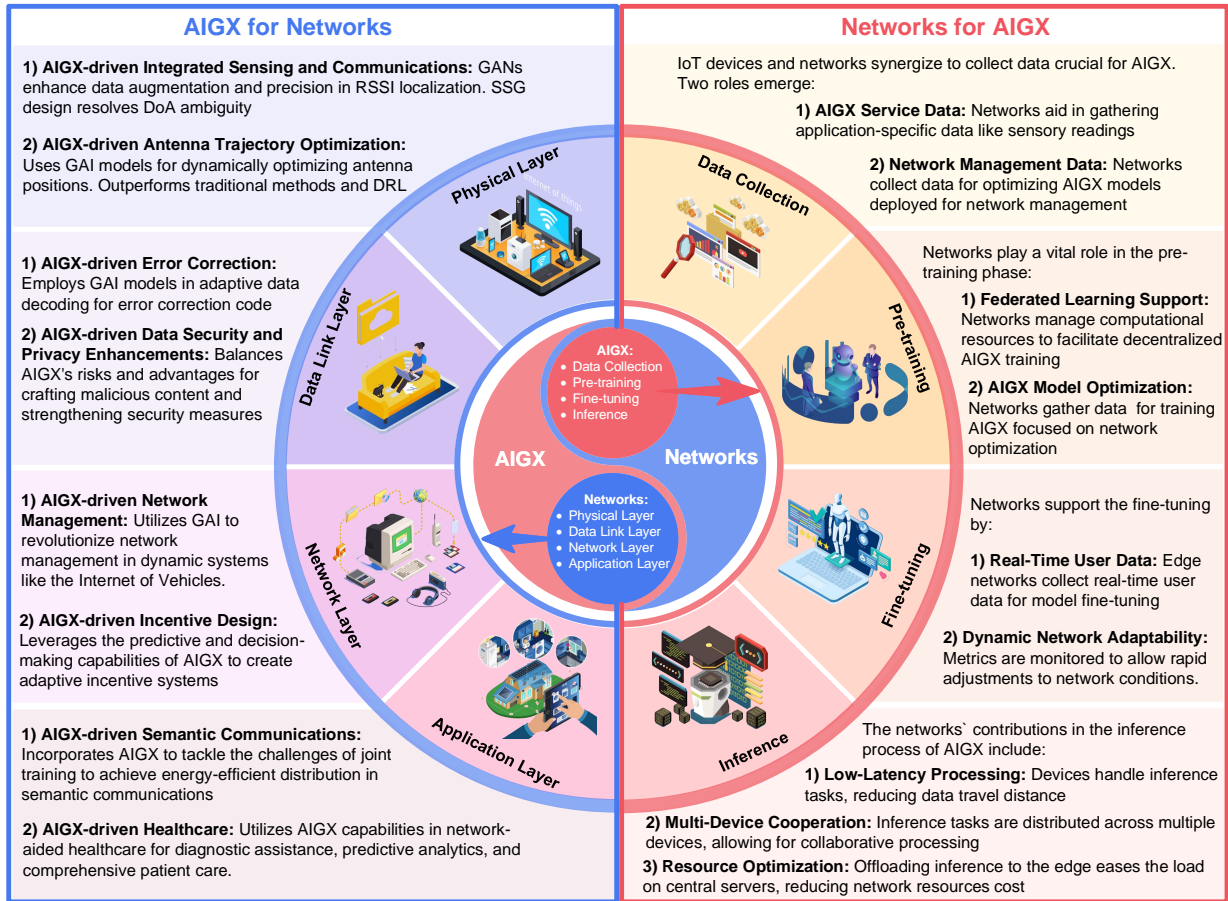 AIGX for Networks
1) AIGX-driven Integrated Sensing and Communications: GANs
enhance data augmentation and precision in RSSI localization. SSG
design resolves DoA ambiguity
2) AIGX-driven Antenna Trajectory Optimization:
Uses GAI models for dynamically optimizing antenna
positions. Outperforms traditional methods and DRL
Physical Layer
Internet of things
1) AIGX-driven Error Correction:
Employs GAI models in adaptive data
decoding for error correction code
2) AIGX-driven Data Security and
Privacy Enhancements: Balances
AIGX's risks and advantages for
crafting malicious content and
strengthening security measures
Data Link Layer
1) AIGX-driven Network
Management: Utilizes GAI to
revolutionize network
management in dynamic systems
like the Internet of Vehicles.
2) AIGX-driven Incentive Design:
Leverages the predictive and decision-
making capabilities of AIGX to create
adaptive incentive systems
Network Layer
1) AIGX-driven Semantic Communications:
Incorporates AIGX to tackle the challenges of joint
training to achieve energy-efficient distribution in
semantic communications
2) AIGX-driven Healthcare: Utilizes AIGX capabilities in network-
aided healthcare for diagnostic assistance, predictive analytics, and
comprehensive patient care.
Application Layer
AIGX:
• Data Collection
• Pre-training
• Fine-tuning
• Inference
AIGX
Networks
Networks:
• Physical Layer
• Data Link Layer
• Network Layer
• Application Layer
Networks for AIGX
IoT devices and networks synergize to collect data crucial for AIGX.
Two roles emerge:
1) AIGX Service Data: Networks aid in gathering
application-specific data like sensory readings
2) Network Management Data: Networks
collect data for optimizing AIGX models
deployed for network management
Data Collection
Networks play a vital role in the pre-
training phase:
1) Federated Learning Support:
Networks manage computational
resources to facilitate decentralized
AIGX training
2) AIGX Model Optimization:
Networks gather data for training
AIGX focused on network
optimization
Pre-training
Networks support the fine-tuning
by:
1) Real-Time User Data: Edge
networks collect real-time user
data for model fine-tuning
2) Dynamic Network Adaptability:
Metrics are monitored to allow rapid
adjustments to network conditions.
Fine-tuning
The networks` contributions in the inference
process of AIGX include:
1) Low-Latency Processing: Devices handle inference
tasks, reducing data travel distance
2) Multi-Device Cooperation: Inference tasks are distributed across multiple
devices, allowing for collaborative processing
3) Resource Optimization: Offloading inference to the edge eases the load
on central servers, reducing network resources cost
Inference